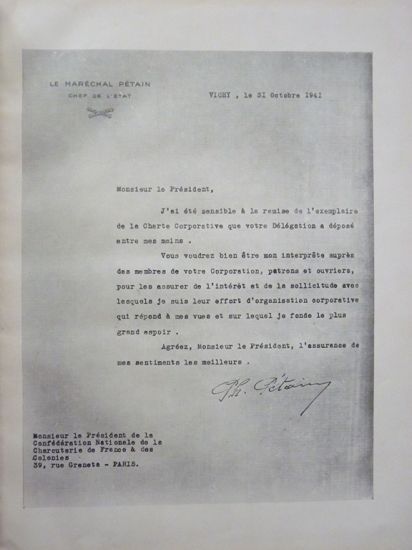 LE MARÉCHAL PÉTAIN
CHEF DE L'ÉTAT
VICHY, le 31 Octobre 1941
Monsieur le Président,
J'ai été sensible à la remise de l'exemplaire
de la Charte Corporative que votre Délégation a déposé
entre mes mains .
Vous voudrez bien être mon interprète auprès
des membres de votre Corporation, patrons et ouvriers,
pour les assurer de l'intérêt et de la sollicitude avec
lesquels je suis leur effort d'organisation corporative
qui répond à mes vues et sur lequel je fonde le plus
grand espoir .
Agréez, Monsieur le Président, l'assurance de
mes sentiments les meilleurs .
Ph. Pétain
Monsieur le Président de la
Confédération Nationale de la
Charcuterie de France & des
Colonies
39, rue Greneta - PARIS.